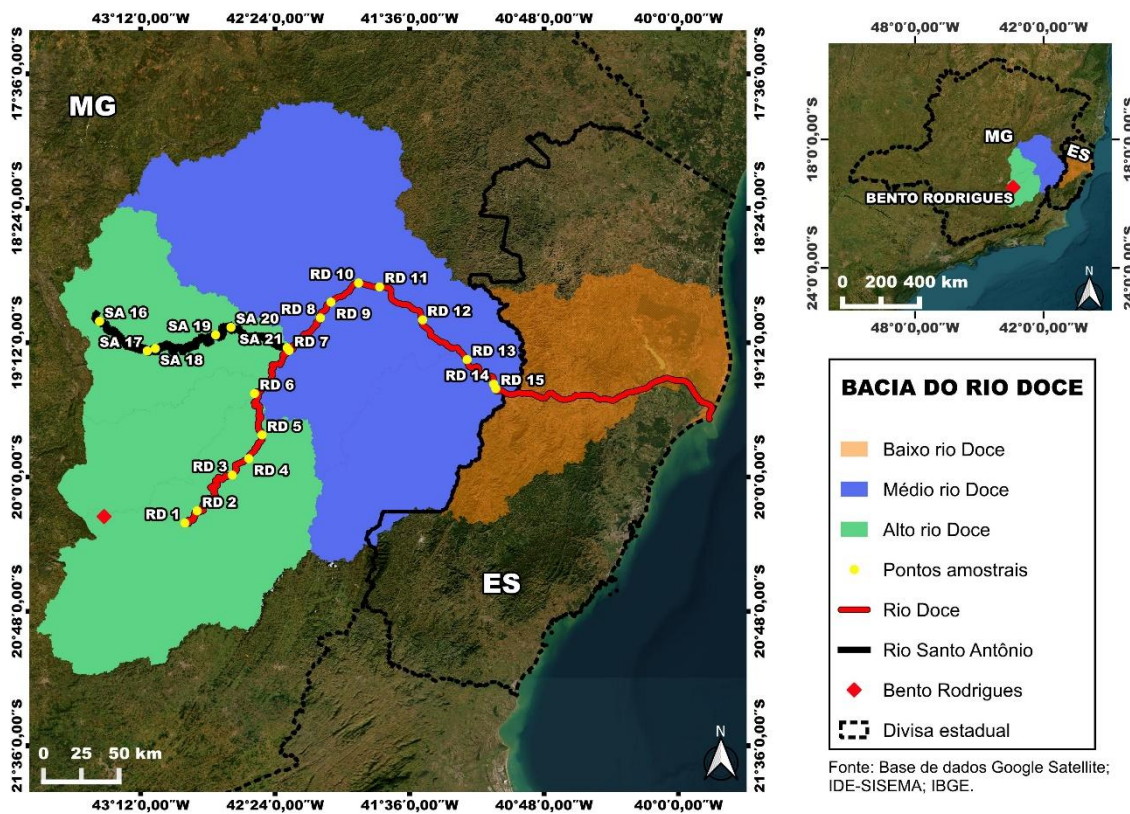 43°12'0,00"W 42°24'0,00"W 41°36'0,00"W 40°48'0,00"W 40°0'0,00"W
17°36'0,00"S
18°24'0,00"S
19°12'0,00"S
20°0'0,00"S
20°48'0,00"S
21°36'0,00"S
MG
RD 10
RD 11
SA 16
RD 8
RD 9
RD 12
SA 19
SA 20
SA 17
SA 18
SA 21
RD 7
RD 13
RD 14
RD 15
RD 6
RD 5
RD 3
RD 4
RD 2
RD 1
ES
0 25 50 km
N
17°36'0,00"S
18°24'0,00"S
19°12'0,00"S
20°0'0,00"S
20°48'0,00"S
21°36'0,00"S
43°12'0,00"W 42°24'0,00"W 41°36'0,00"W 40°48'0,00"W 40°0'0,00"W
48°0'0,00"W 42°0'0,00"W
18°0'0,00"S
24°0'0,00"S
MG
ES
BENTO RODRIGUES
0 200 400 km
N
18°0'0,00"S
24°0'0,00"S
48°0'0,00"W 42°0'0,00"W
BACIA DO RIO DOCE
Baixo rio Doce
Médio rio Doce
Alto rio Doce
Pontos amostrais
Rio Doce
Rio Santo Antônio
Bento Rodrigues
Divisa estadual
Fonte: Base de dados Google Satellite;
IDE-SISEMA; IBGE.